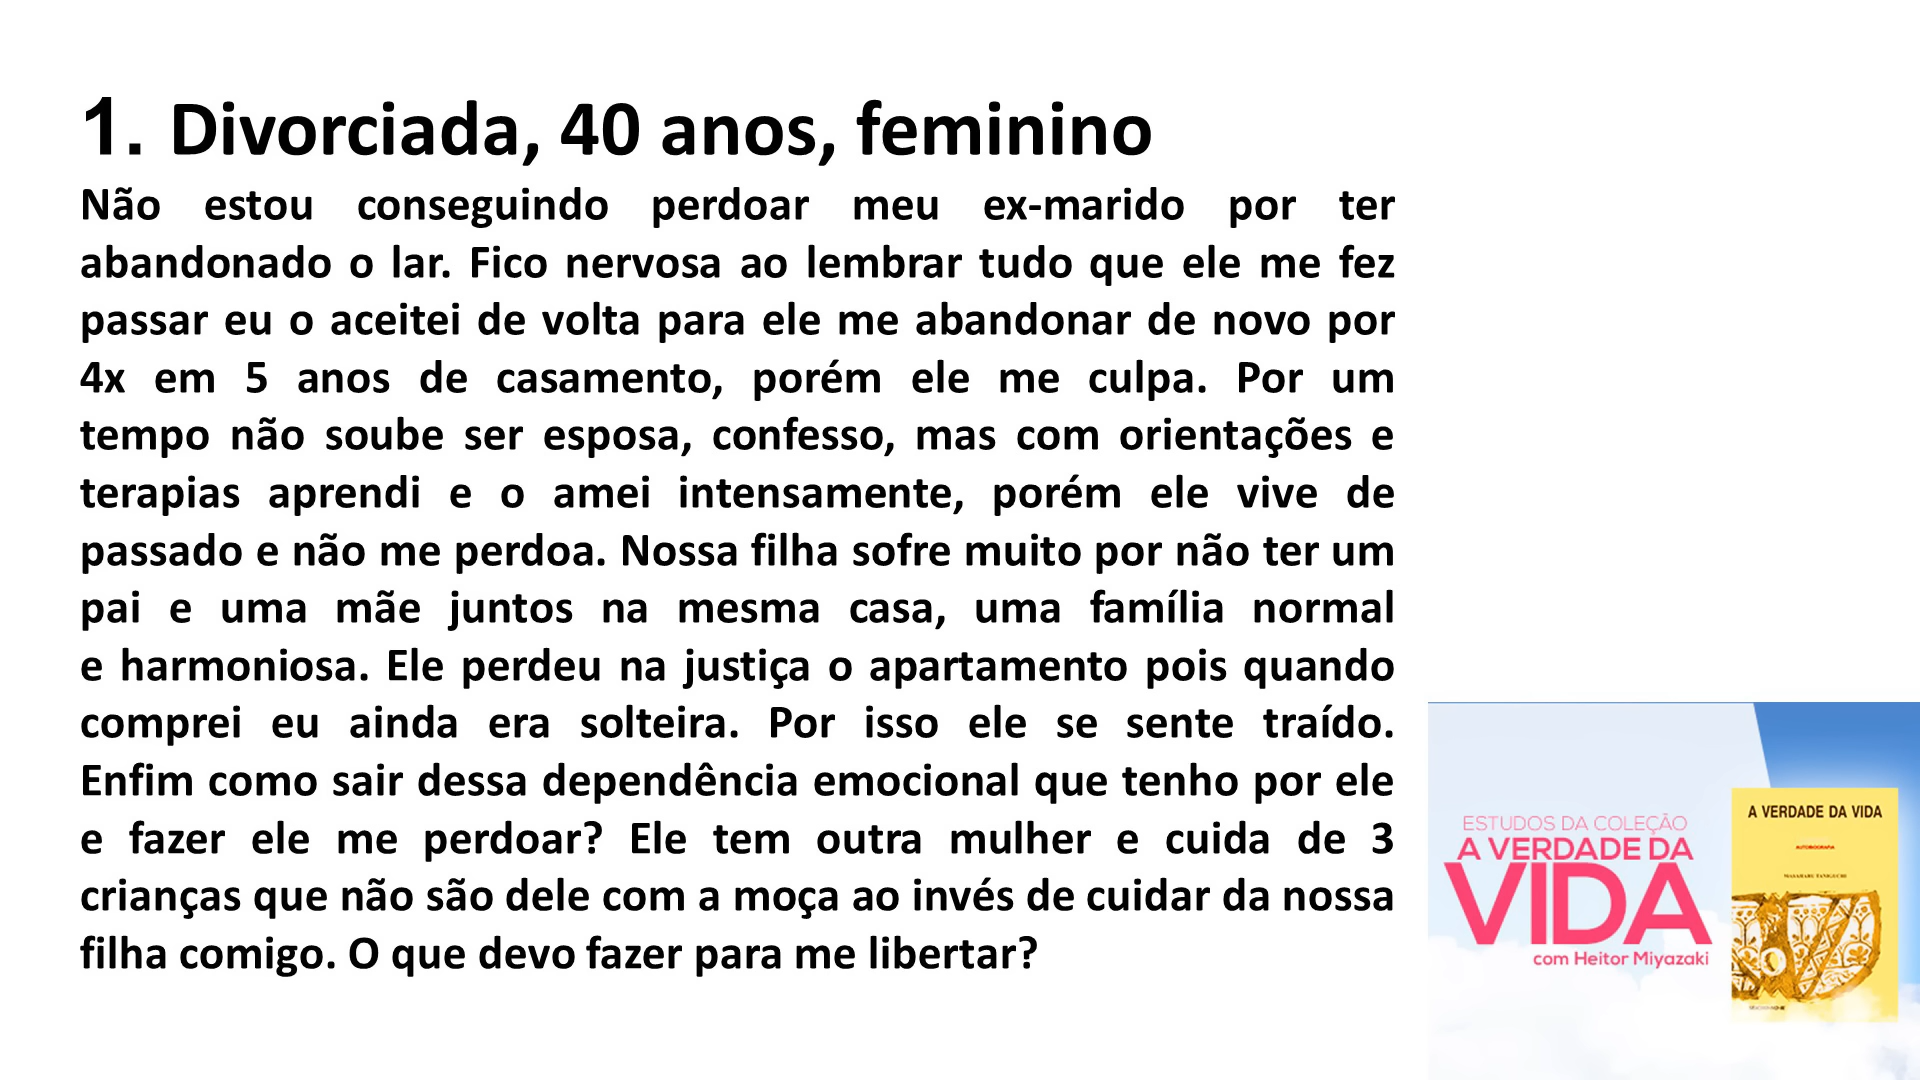 1. Divorciada, 40 anos, feminino
Não estou conseguindo perdoar meu ex-marido por ter
abandonado o lar. Fico nervosa ao lembrar tudo que ele me fez
passar eu o aceitei de volta para ele me abandonar de novo por
4x em 5 anos de casamento, porém ele me culpa. Por um
tempo não soube ser esposa, confesso, mas com orientações e
terapias aprendi e o amei intensamente, porém ele vive de
passado e não me perdoa. Nossa filha sofre muito por não ter um
pai e uma mãe juntos na mesma casa, uma família normal
e harmoniosa. Ele perdeu na justiça o apartamento pois quando
comprei eu ainda era solteira. Por isso ele se sente traído.
Enfim como sair dessa dependência emocional que tenho por ele
e fazer ele me perdoar? Ele tem outra mulher e cuida de 3
crianças que não são dele com a moça ao invés de cuidar da nossa
filha comigo. O que devo fazer para me libertar?
ESTUDOS DA COLEÇÃO
A VERDADE DA
VIDA
com Heitor Miyazaki
A VERDADE DA VIDA
AUTOBIOGRAFIA
MASAHARU TANIGUCHI